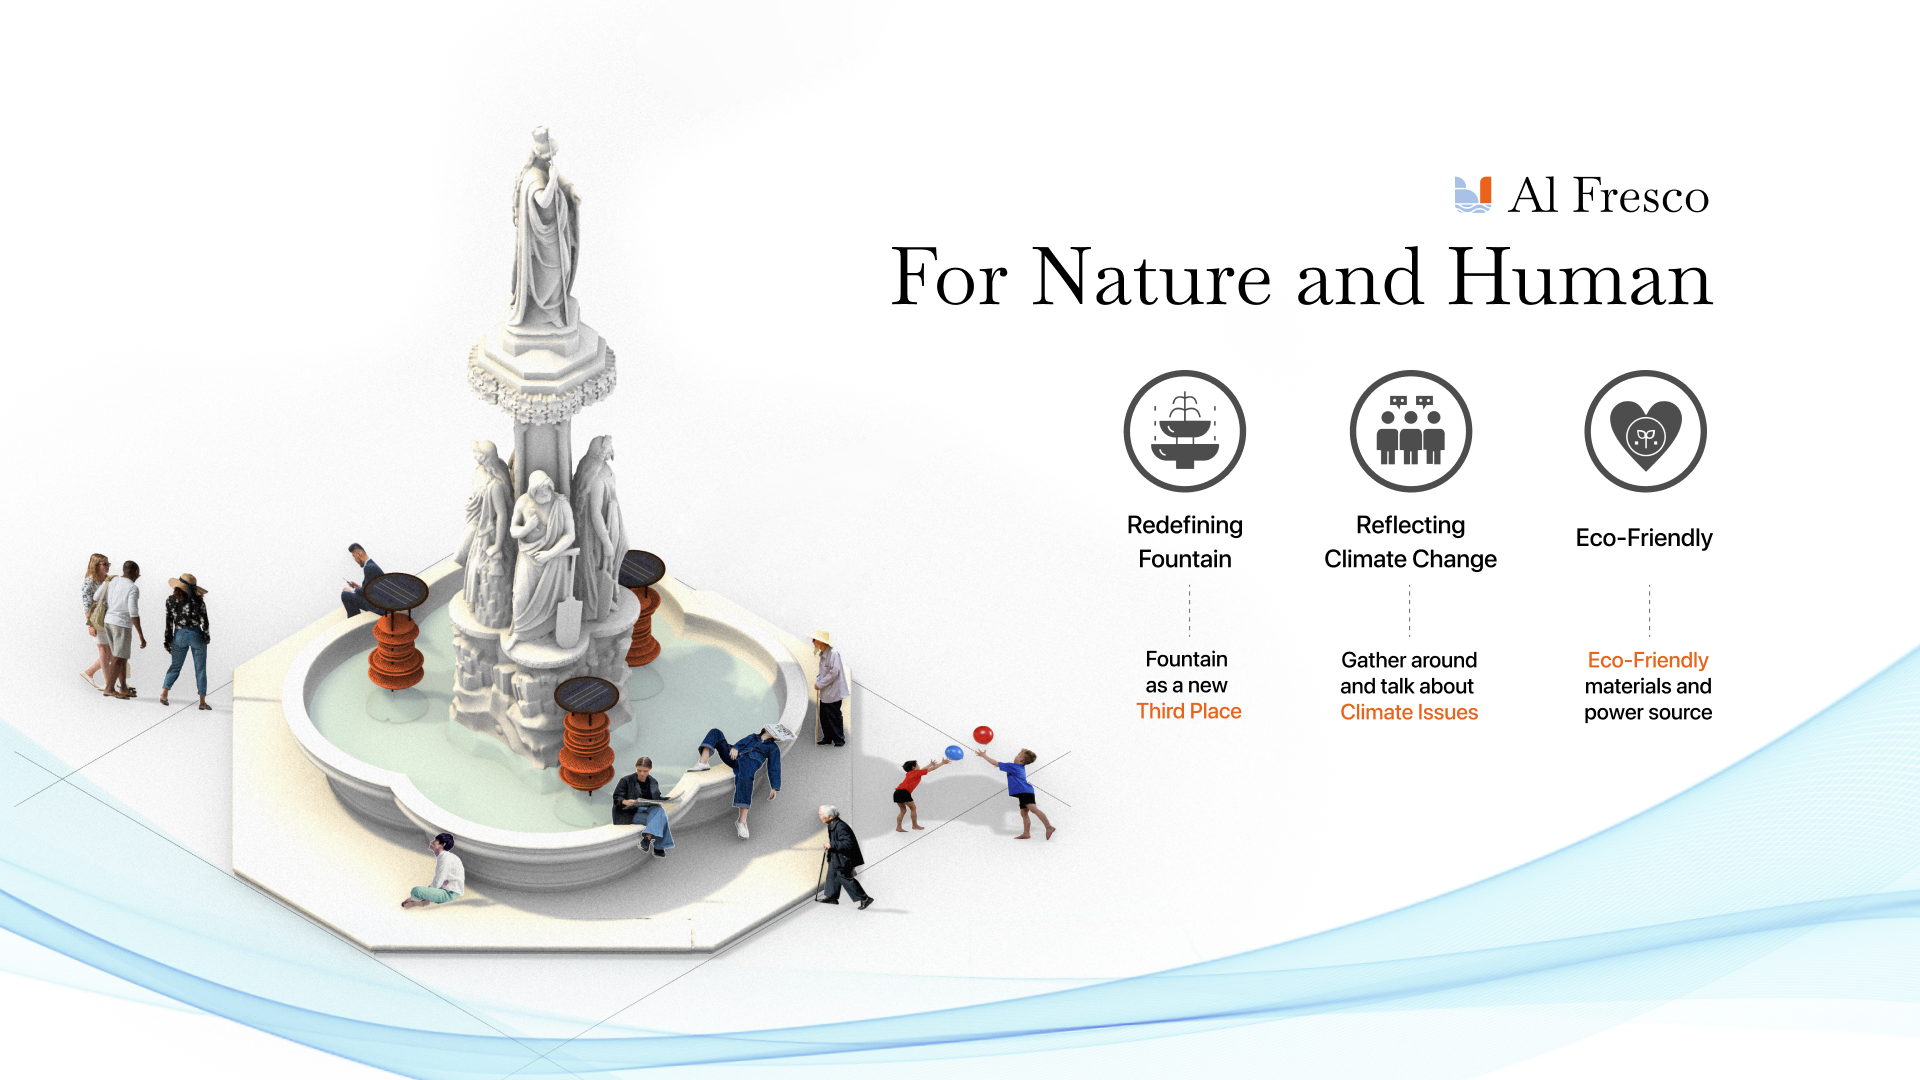 Al Fresco
For Nature and Human
Redefining
Fountain
Reflecting
Climate Change
Eco-Friendly
Fountain
as a new
Third Place
Gather around
and talk about
Climate Issues
Eco-Friendly
materials and
power source